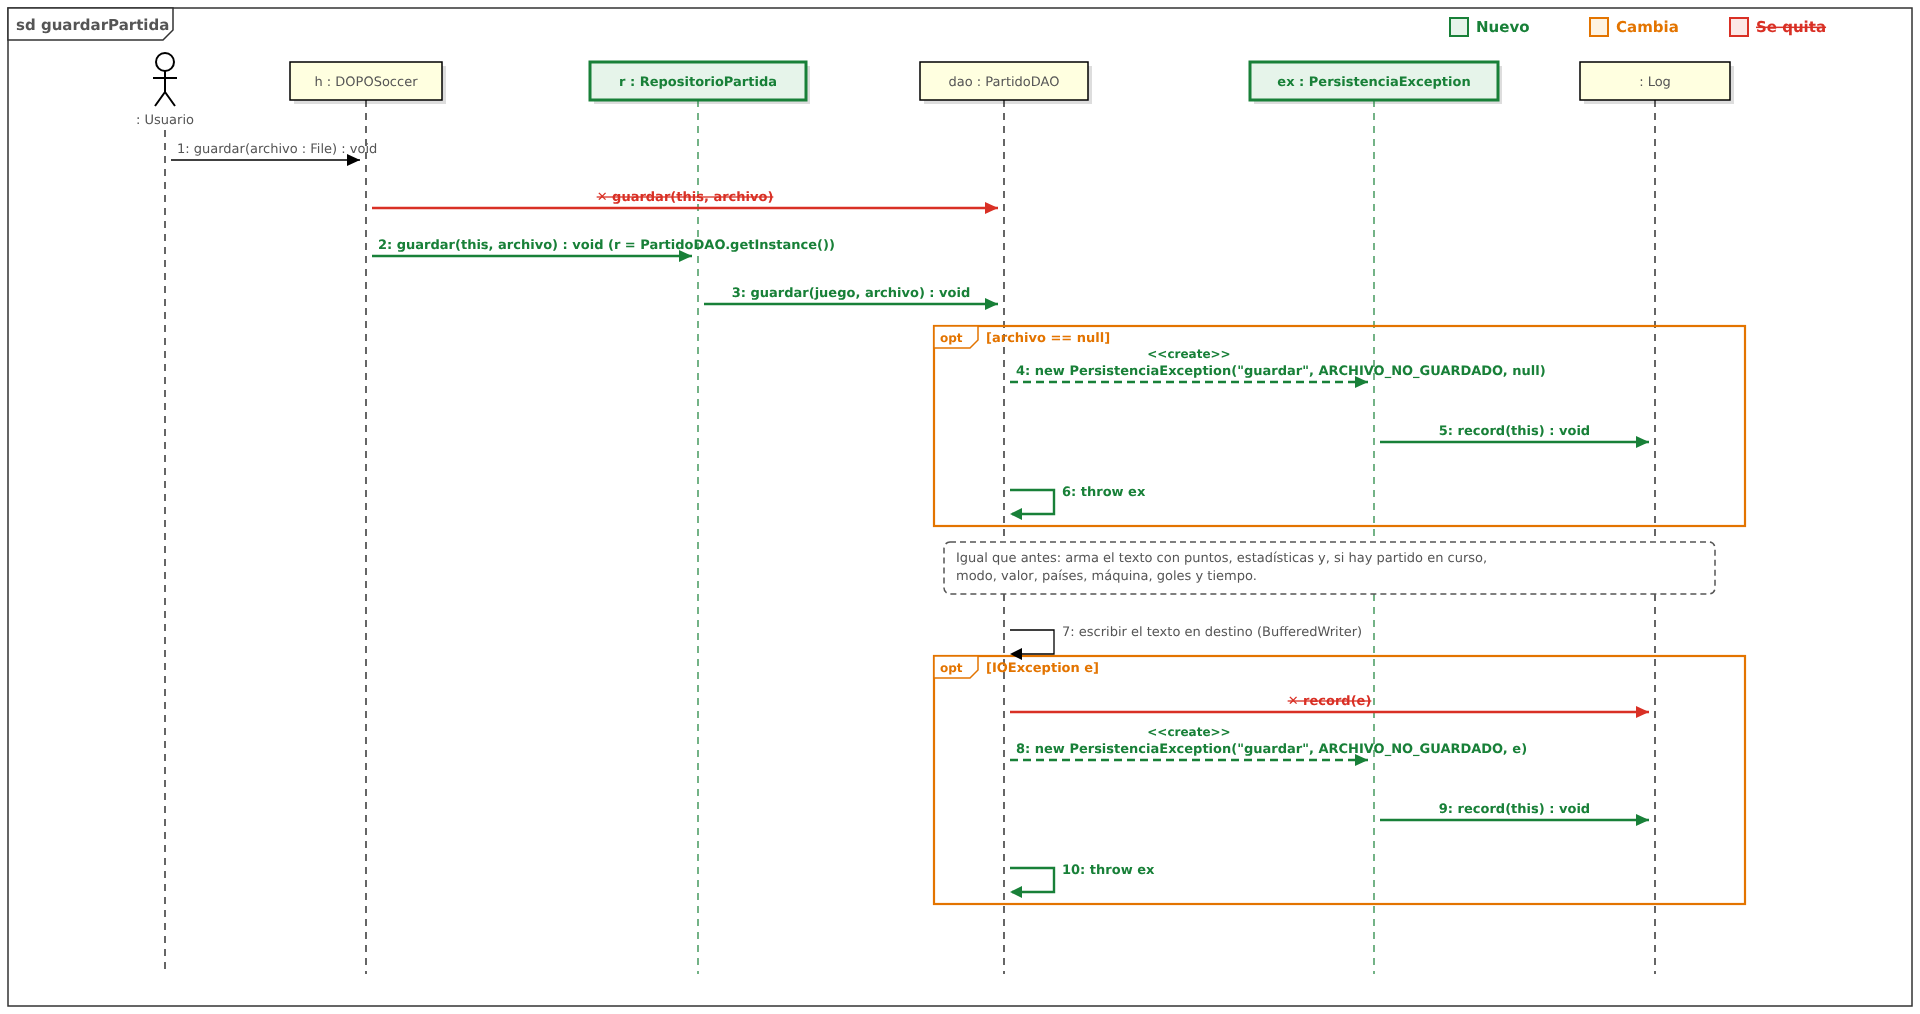 sd guardarPartida
Nuevo
Cambia
Se quita
h : DOPOSoccer
r : RepositorioPartida
dao : PartidoDAO
ex : PersistenciaException
: Log
: Usuario
1: guardar(archivo : File) : void
✕ guardar(this, archivo)
2: guardar(this, archivo) : void (r = PartidoDAO.getInstance())
3: guardar(juego, archivo) : void
opt
[archivo == null]
<<create>>
4: new PersistenciaException("guardar", ARCHIVO_NO_GUARDADO, null)
5: record(this) : void
6: throw ex
Igual que antes: arma el texto con puntos, estadísticas y, si hay partido en curso,
modo, valor, países, máquina, goles y tiempo.
7: escribir el texto en destino (BufferedWriter)
opt
[IOException e]
✕ record(e)
<<create>>
8: new PersistenciaException("guardar", ARCHIVO_NO_GUARDADO, e)
9: record(this) : void
10: throw ex